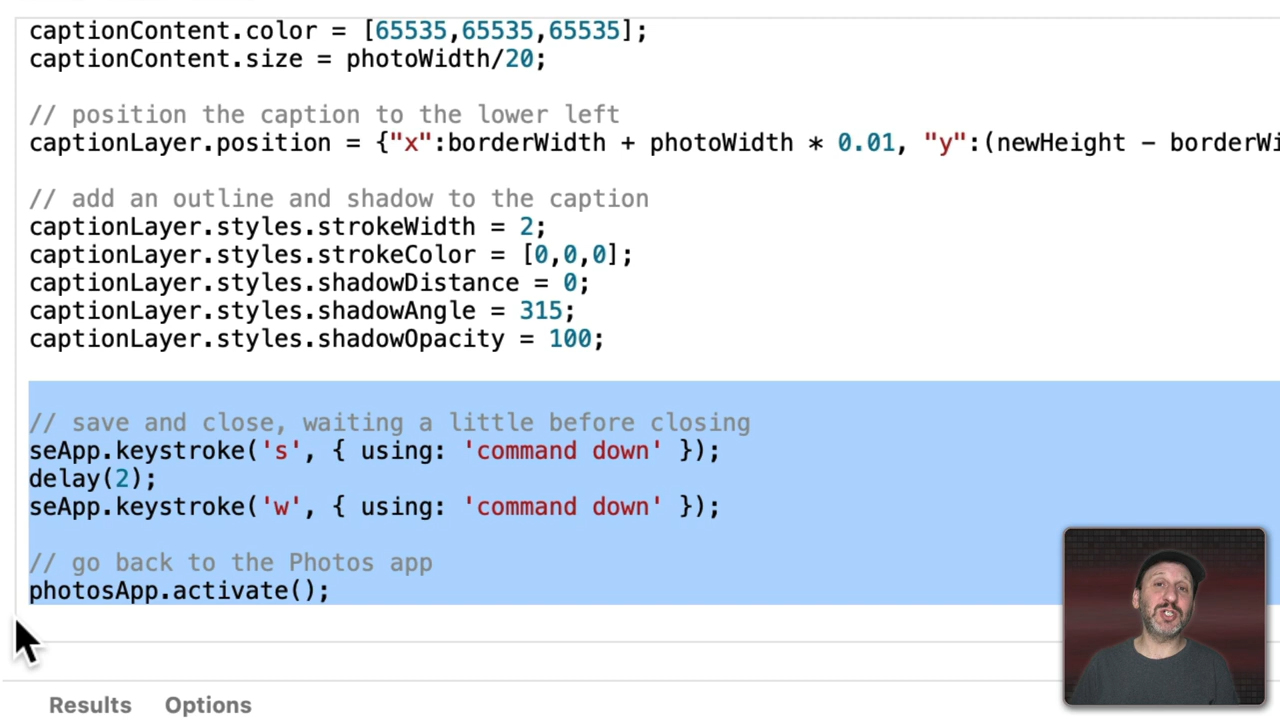 captionContent.color = [65535,65535,65535];
captionContent.size = photoWidth/20;
// position the caption to the lower left
captionLayer.position = {"x":borderWidth + photoWidth * 0.01, "y":(newHeight - borderWi
// add an outline and shadow to the caption
captionLayer.styles.strokeWidth = 2;
captionLayer.styles.strokeColor = [0,0,0];
captionLayer.styles.shadowDistance = 0;
captionLayer.styles.shadowAngle = 315;
captionLayer.styles.shadowOpacity = 100;
// save and close, waiting a little before closing
seApp.keystroke('s', { using: 'command down' });
delay(2);
seApp.keystroke('w', { using: 'command down' });
// go back to the Photos app
photosApp.activate();
Results Options